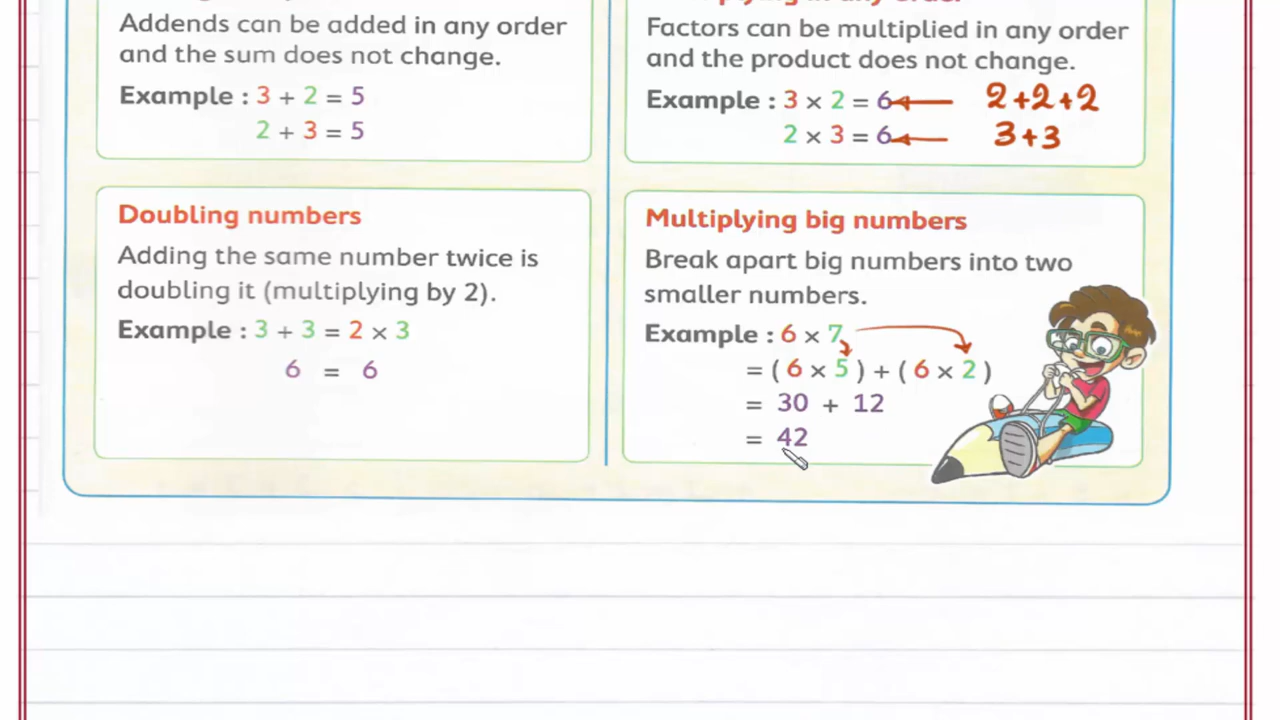 Addends can be added in any order
and the sum does not change.
Example : 3 + 2 = 5
2 + 3 = 5
Factors can be multiplied in any order
and the product does not change.
Example : 3 × 2 = 6 2+2+2
2 × 3 = 6 3+3
Doubling numbers
Adding the same number twice is
doubling it (multiplying by 2).
Example : 3 + 3 = 2 × 3
6 = 6
Multiplying big numbers
Break apart big numbers into two
smaller numbers.
Example : 6 × 7
= ( 6 × 5 ) + ( 6 × 2 )
= 30 + 12
= 42